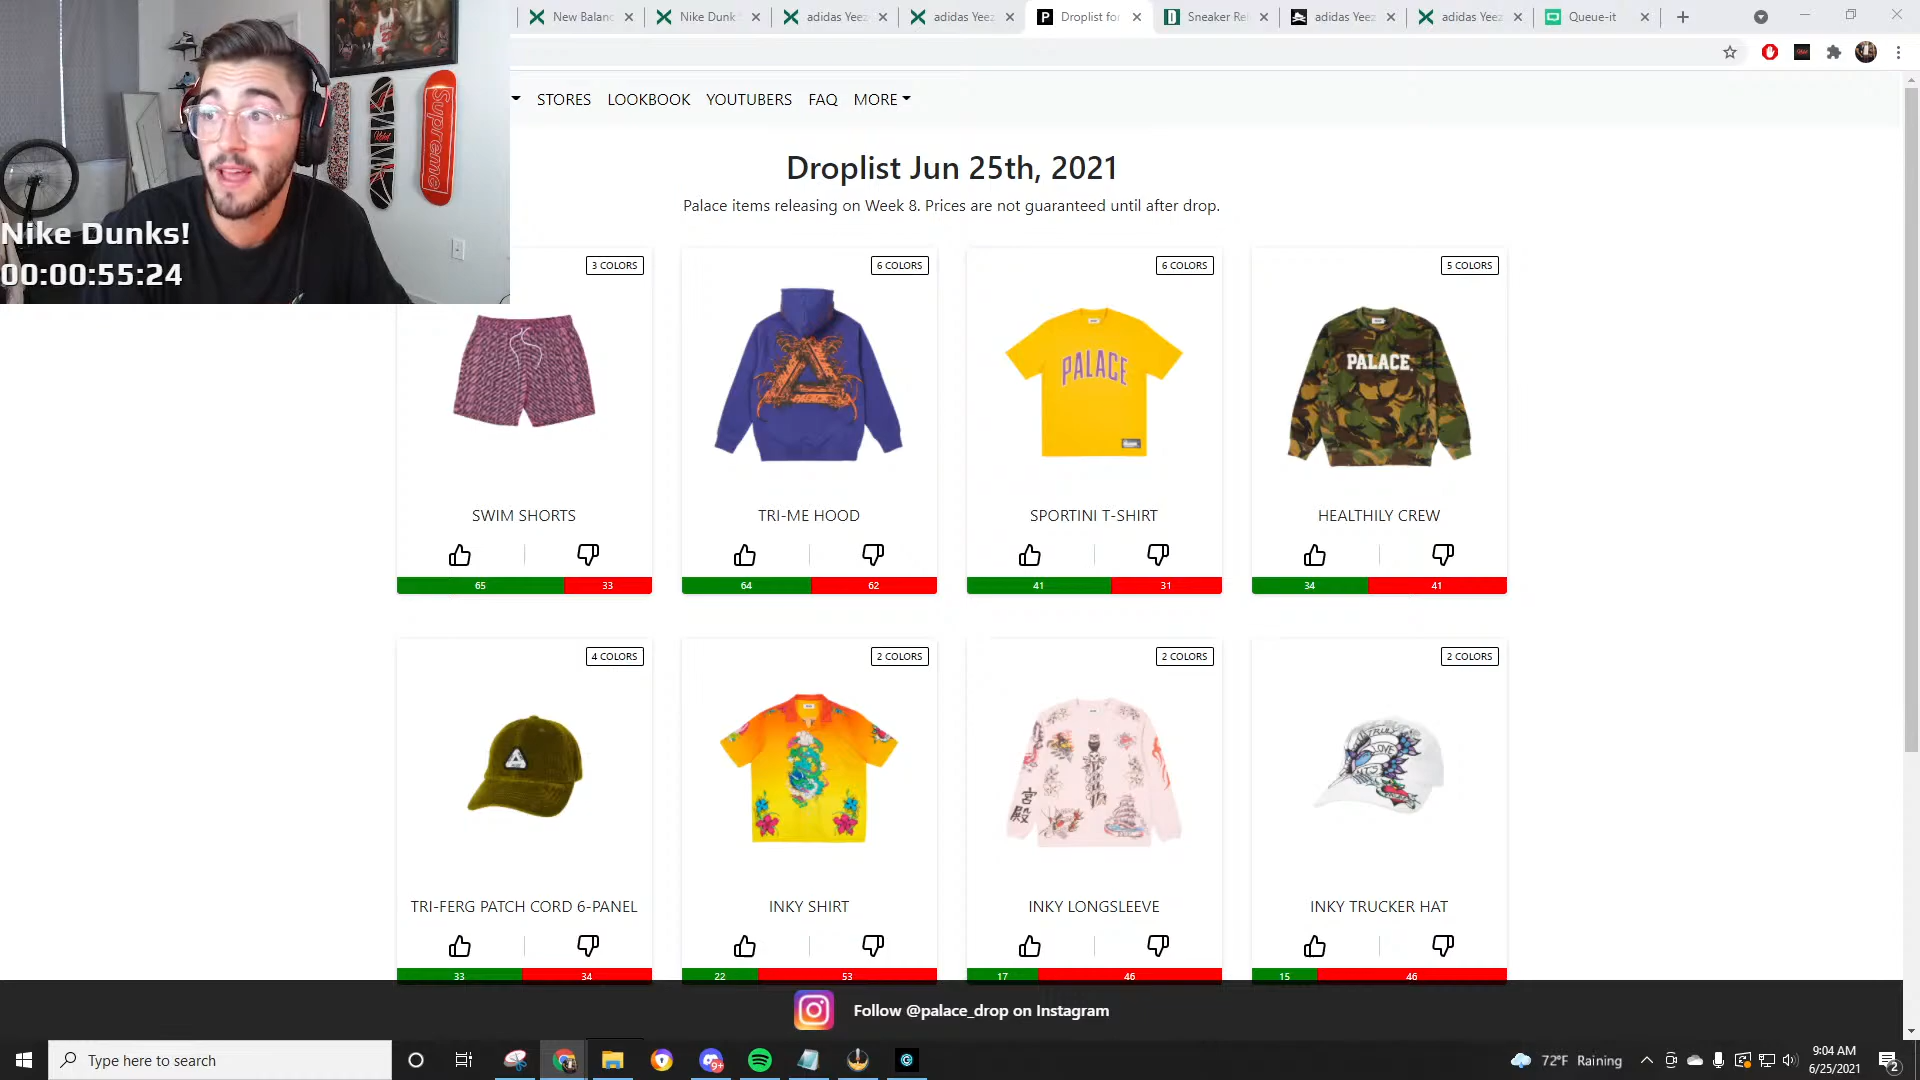 New Balanc
Nike Dunk
adidas Yeez
adidas Yeez
Droplist fo
Sneaker Re
adidas Yeez
adidas Yeez
Queue-it
STORES LOOKBOOK YOUTUBERS FAQ MORE
Supreme
Nike Dunks!
00:00:55:24
Droplist Jun 25th, 2021
Palace items releasing on Week 8. Prices are not guaranteed until after drop.
3 COLORS
6 COLORS
6 COLORS
5 COLORS
PALACE
PALACE
SWIM SHORTS
TRI-ME HOOD
SPORTINI T-SHIRT
HEALTHILY CREW
65 33
64 62
41 31
34 41
4 COLORS
2 COLORS
2 COLORS
2 COLORS
宮殿
LOVE
TRI-FERG PATCH CORD 6-PANEL
INKY SHIRT
INKY LONGSLEEVE
INKY TRUCKER HAT
33 34
22 53
17 46
15 46
Follow @palace_drop on Instagram
Type here to search
9+
72°F Raining
9:04 AM
6/25/2021
2